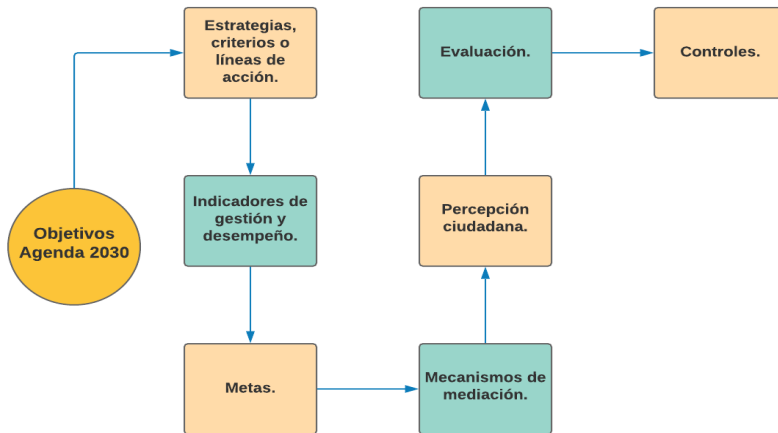 Objetivos
Agenda 2030
Estrategias,
criterios o
líneas de
acción.
Indicadores de
gestión y
desempeño.
Metas.
Mecanismos de
mediación.
Percepción
ciudadana.
Evaluación.
Controles.